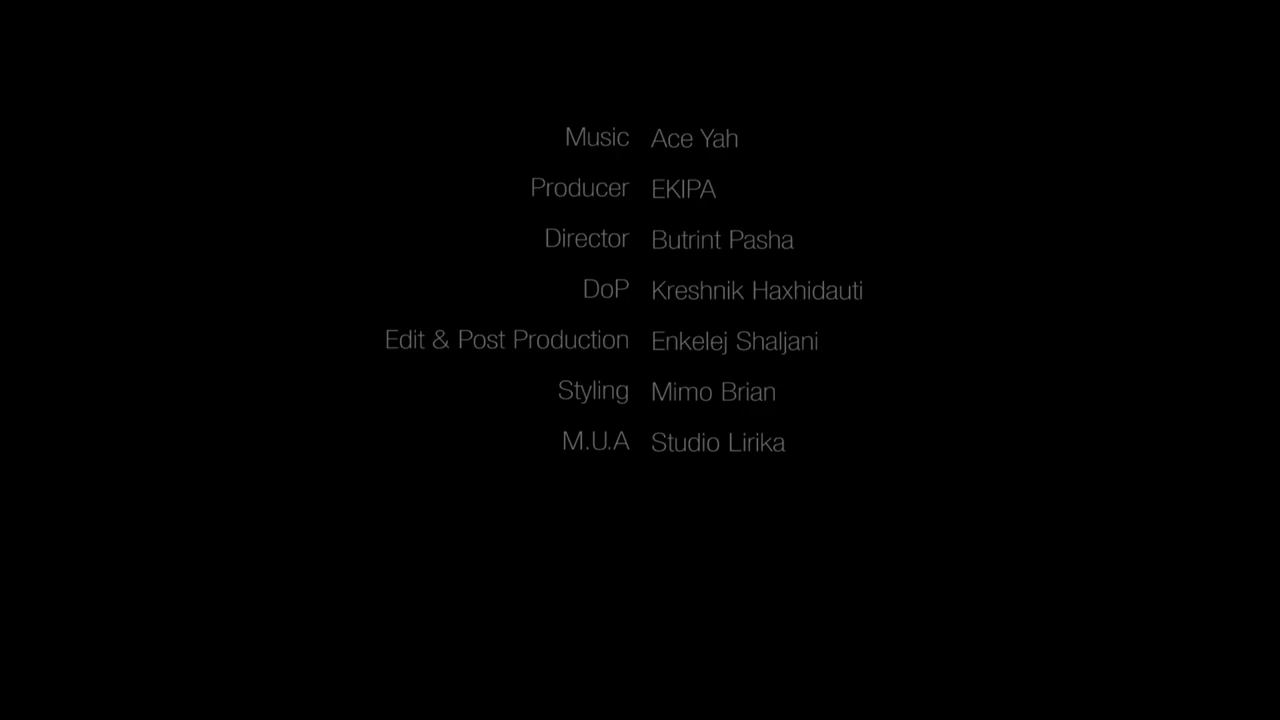 Music Ace Yah
Producer EKIPA
Director Butrint Pasha
DoP Kreshnik Haxhidauti
Edit & Post Production Enkelej Shaljani
Styling Mimo Brian
M.U.A Studio Lirika